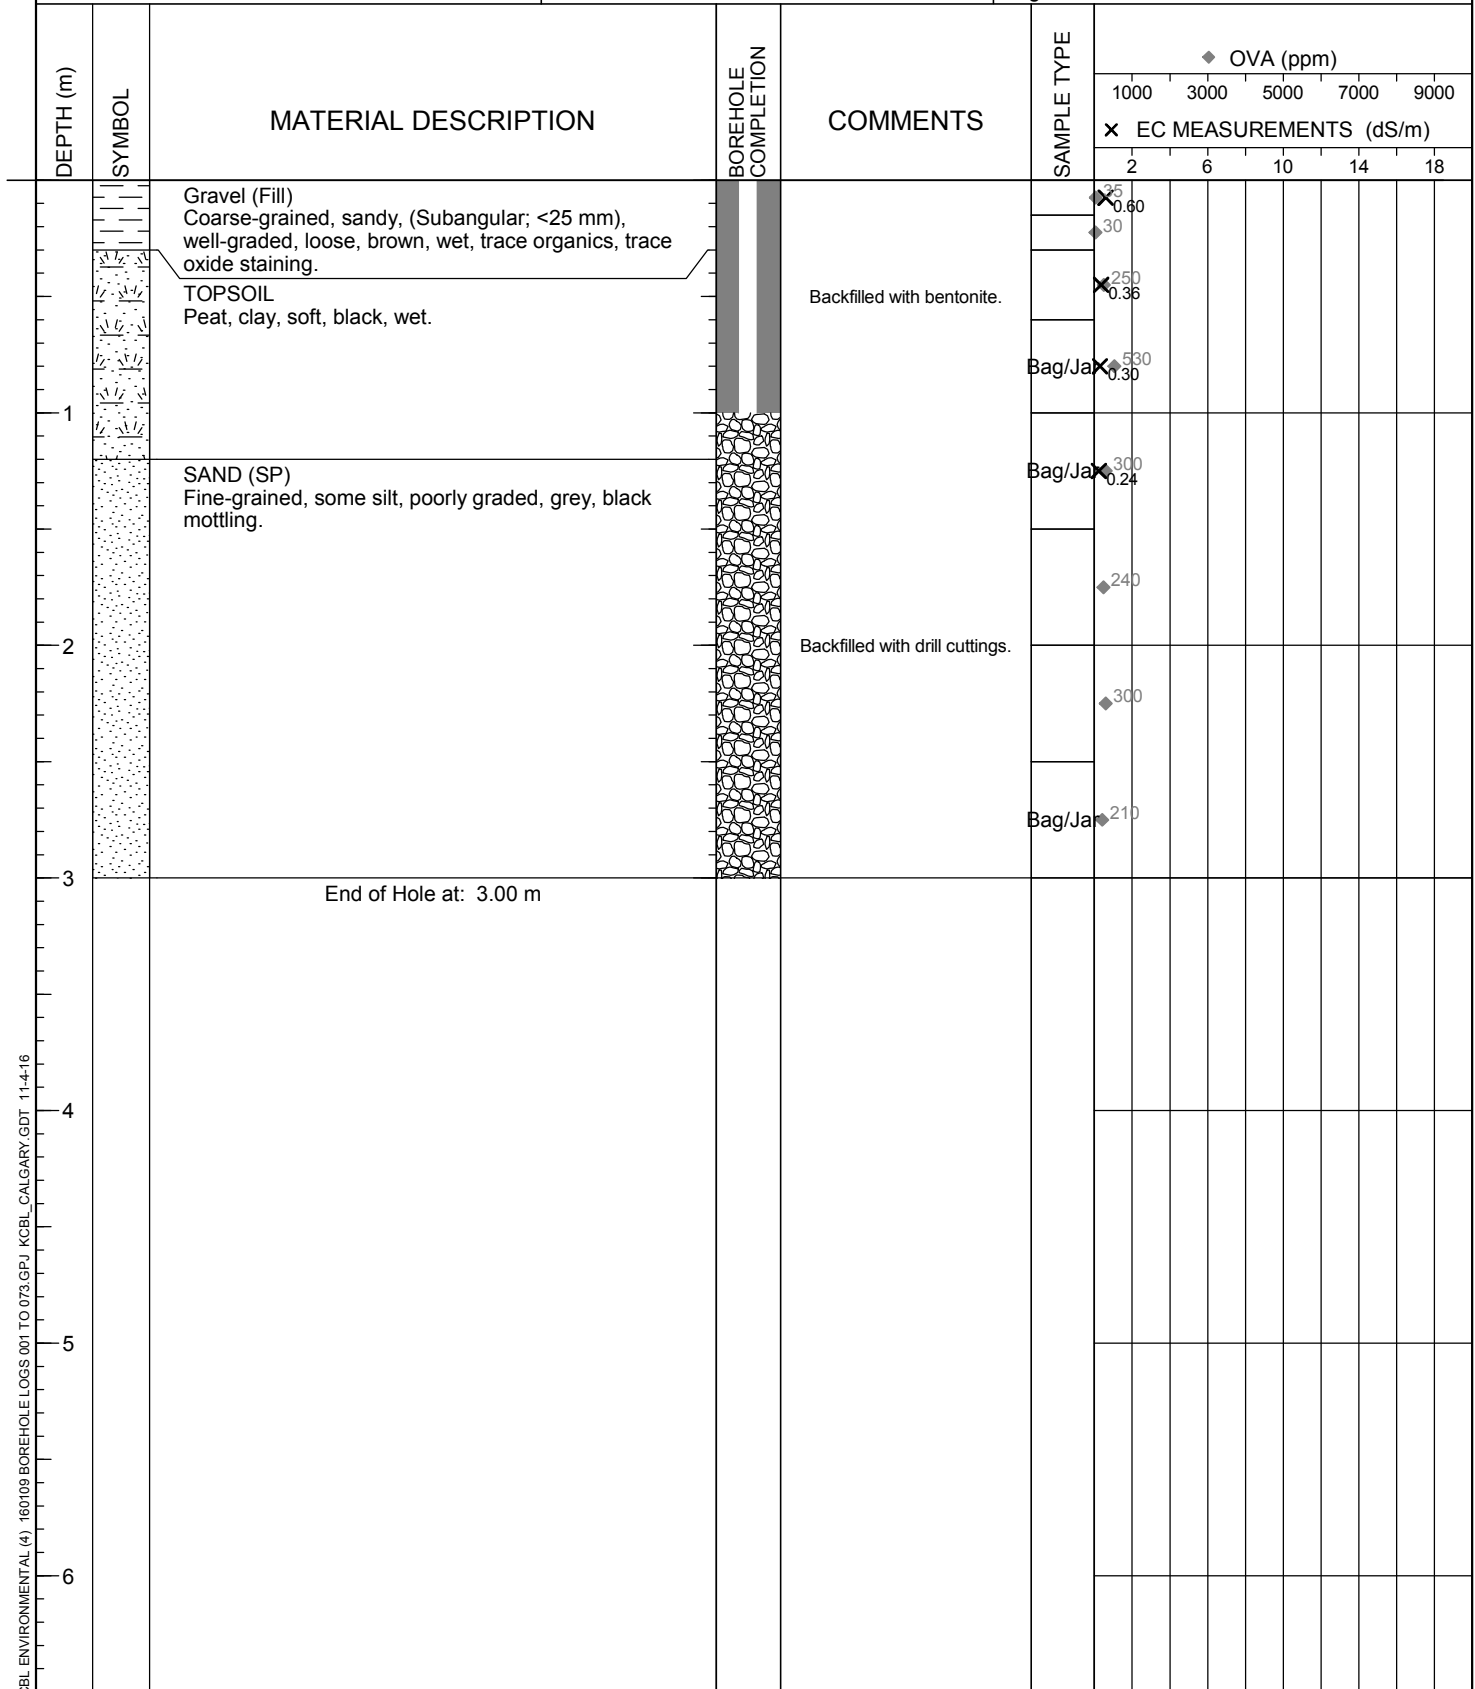 DEPTH (m)
SYMBOL
MATERIAL DESCRIPTION
BOREHOLE
COMPLETION
COMMENTS
SAMPLE TYPE
OVA (ppm)
1000 3000 5000 7000 9000
EC MEASUREMENTS (dS/m)
2 6 10 14 18
Gravel (Fill)
Coarse-grained, sandy, (Subangular; <25 mm),
well-graded, loose, brown, wet, trace organics, trace
oxide staining.
35
0.60
30
TOPSOIL
Peat, clay, soft, black, wet.
Backfilled with bentonite.
250
0.36
Bag/Jar
530
0.30
1
SAND (SP)
Fine-grained, some silt, poorly graded, grey, black
mottling.
Bag/Jar
300
0.24
240
2
Backfilled with drill cuttings.
300
Bag/Jar
210
3
End of Hole at: 3.00 m
4
5
6
ENVIRONMENTAL (4) 160109 BOREHOLE LOGS 001 TO 073.GPJ KCBL_CALGARY.GDT 11-4-16